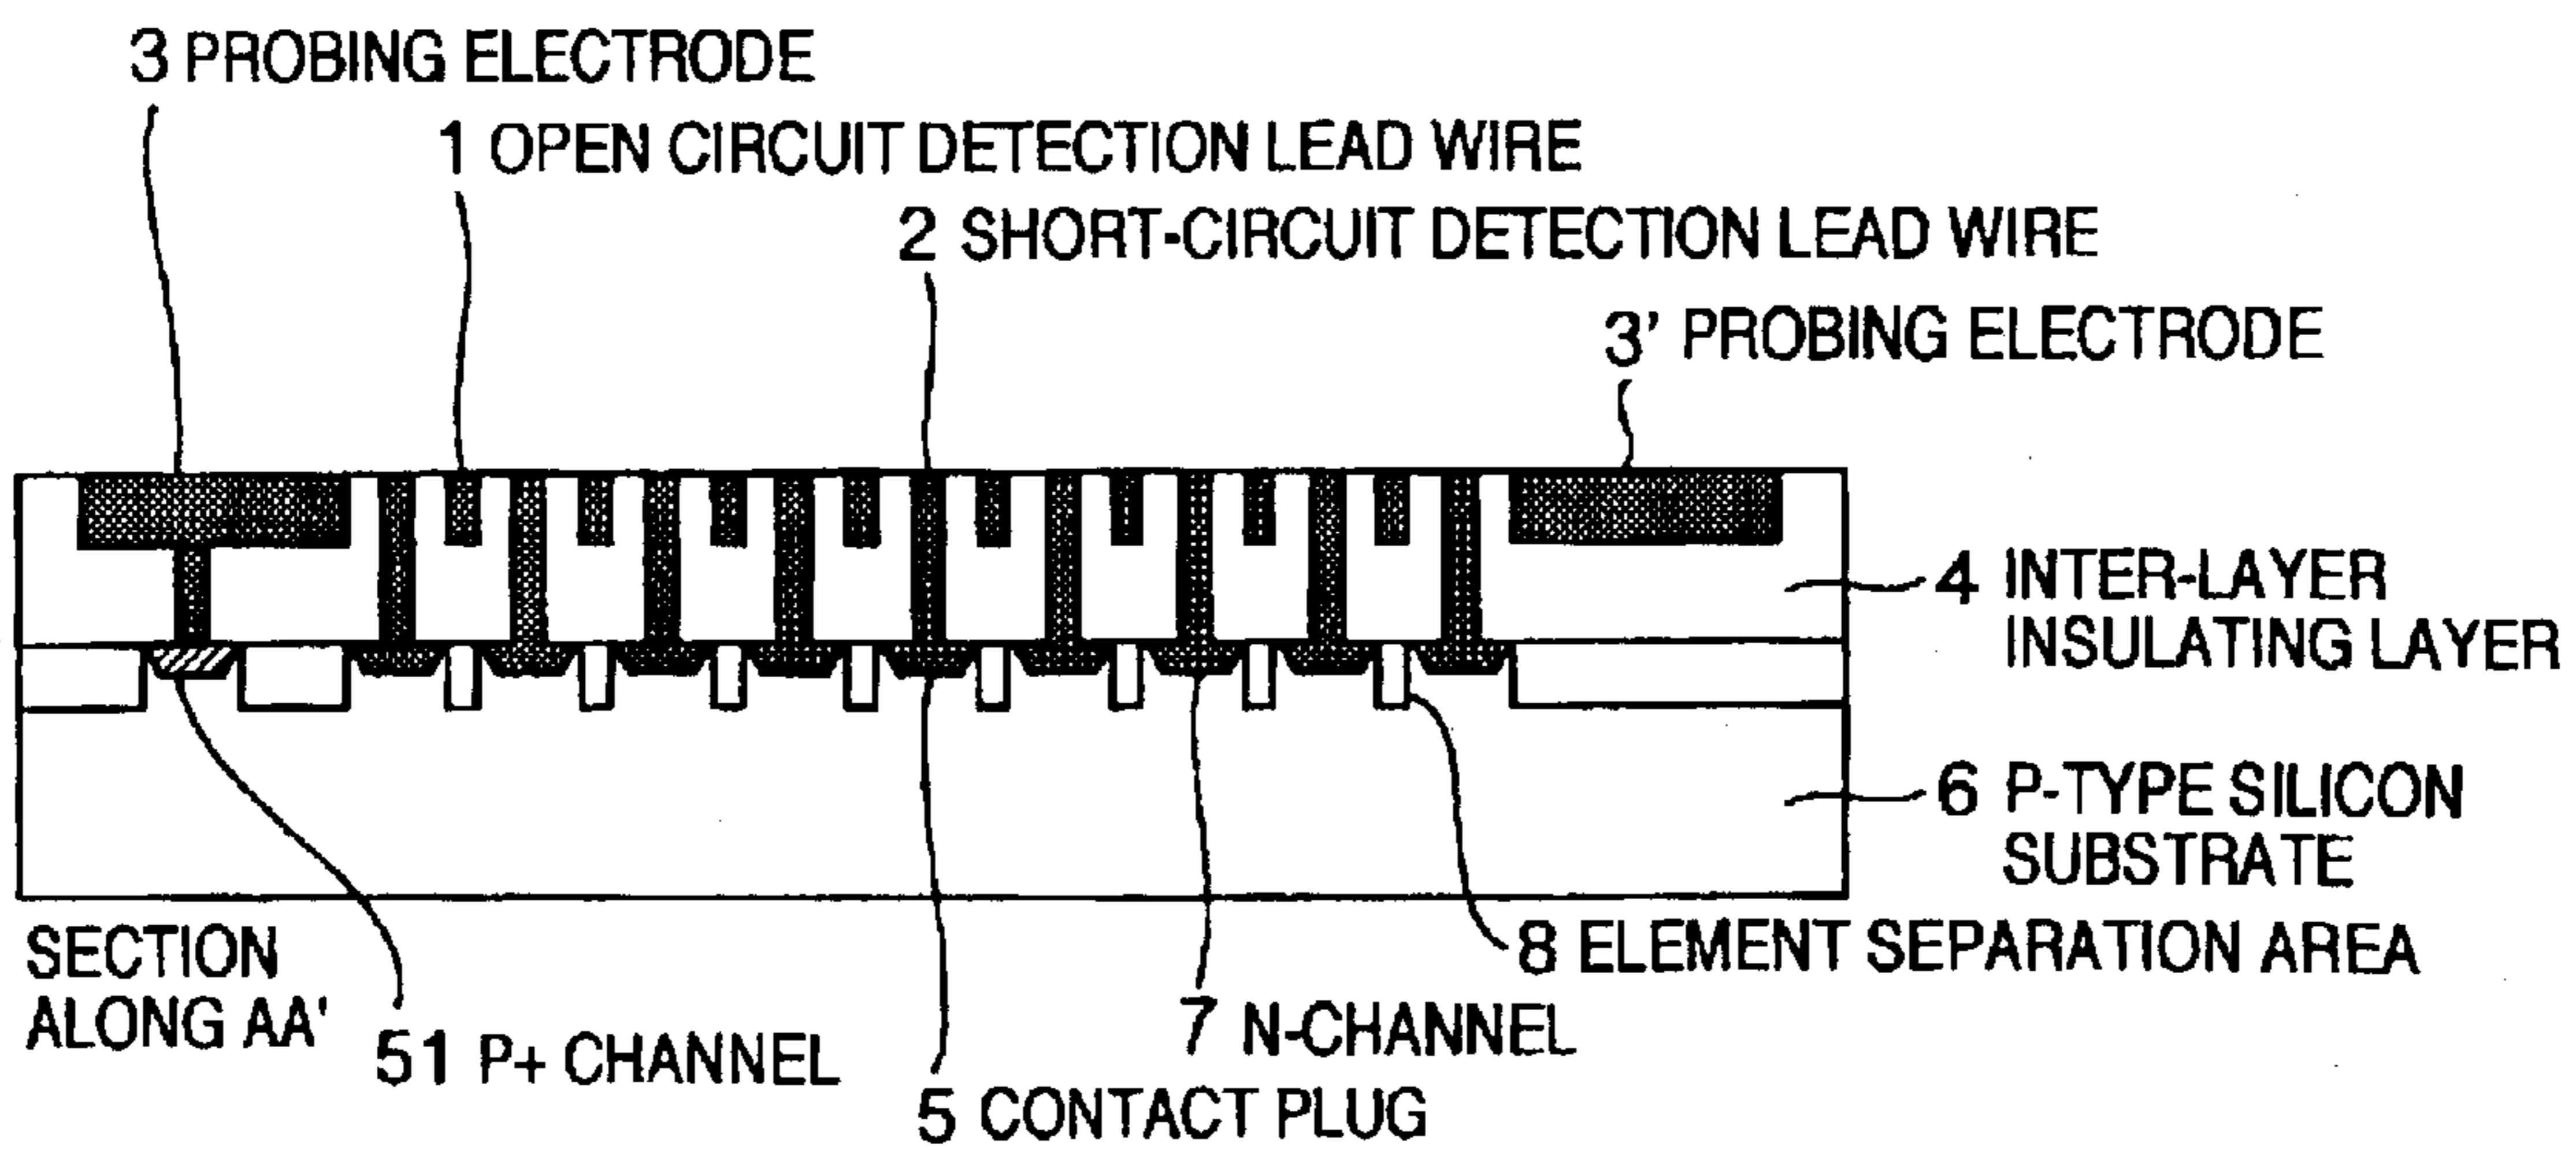 3 PROBING ELECTRODE
1 OPEN CIRCUIT DETECTION LEAD WIRE
2 SHORT-CIRCUIT DETECTION LEAD WIRE
3' PROBING ELECTRODE
4 INTER-LAYER
INSULATING LAYER
6 P-TYPE SILICON
SUBSTRATE
8 ELEMENT SEPARATION AREA
SECTION
ALONG AA'
7 N-CHANNEL
51 P+ CHANNEL
5 CONTACT PLUG